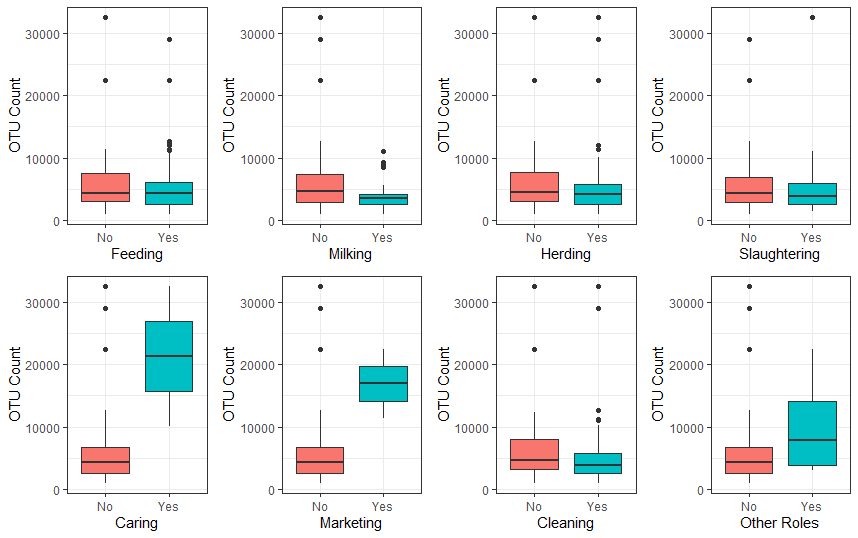 OTU Count
30000
20000
10000
0
No Yes
Feeding
OTU Count
30000
20000
10000
0
No Yes
Milking
OTU Count
30000
20000
10000
0
No Yes
Herding
OTU Count
30000
20000
10000
0
No Yes
Slaughtering
OTU Count
30000
20000
10000
0
No Yes
Caring
OTU Count
30000
20000
10000
0
No Yes
Marketing
OTU Count
30000
20000
10000
0
No Yes
Cleaning
OTU Count
30000
20000
10000
0
No Yes
Other Roles